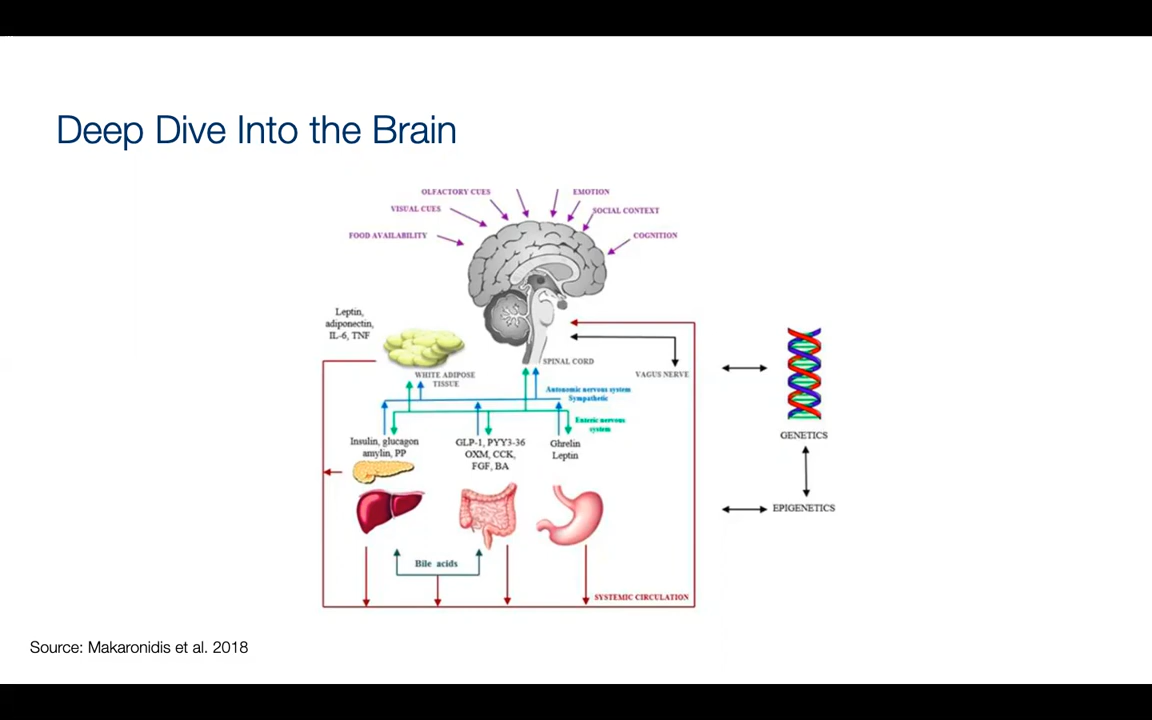 Deep Dive Into the Brain
OLFACTORY CUES
EMOTION
VISUAL CUES
SOCIAL CONTEXT
FOOD AVAILABILITY
COGNITION
Leptin,
adiponectin,
IL-6, TNF
SPINAL CORD
WHITE ADIPOSE
TISSUE
VAGUS NERVE
Autonomic nervous system
Sympathetic
Enteric nervous
system
Insulin, glucagon
amylin, PP
GLP-1, PYY3-36
OXM, CCK,
FGF, BA
Ghrelin
Leptin
GENETICS
EPIGENETICS
Bile acids
SYSTEMIC CIRCULATION
Source: Makaronidis et al. 2018